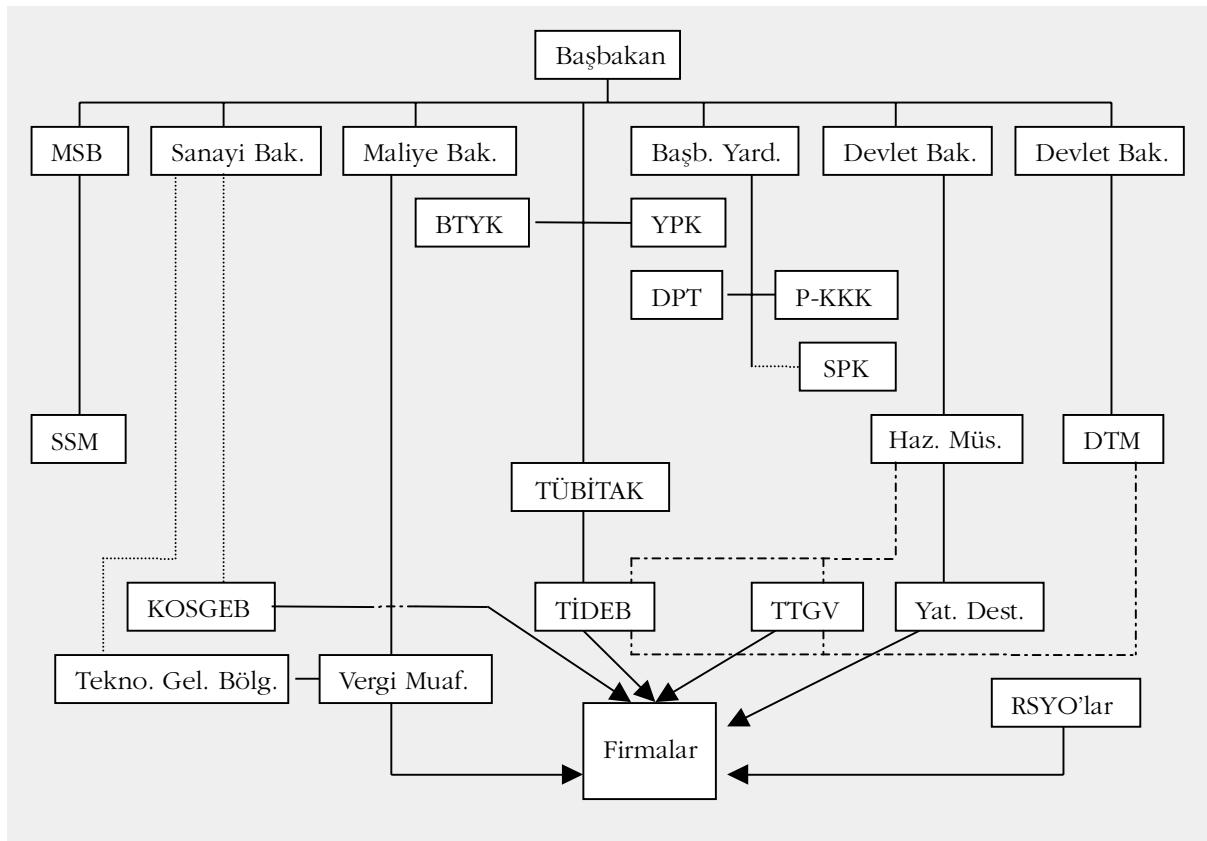 Başbakan
MSB
Sanayi Bak.
Maliye Bak.
Başb. Yard.
Devlet Bak.
Devlet Bak.
BTYK
YPK
DPT
P-KKK
SPK
SSM
Haz. Müs.
DTM
TÜBİTAK
KOSGEB
TİDEB
TTGV
Yat. Dest.
Tekno. Gel. Bölg.
Vergi Muaf.
RSYO’lar
Firmalar